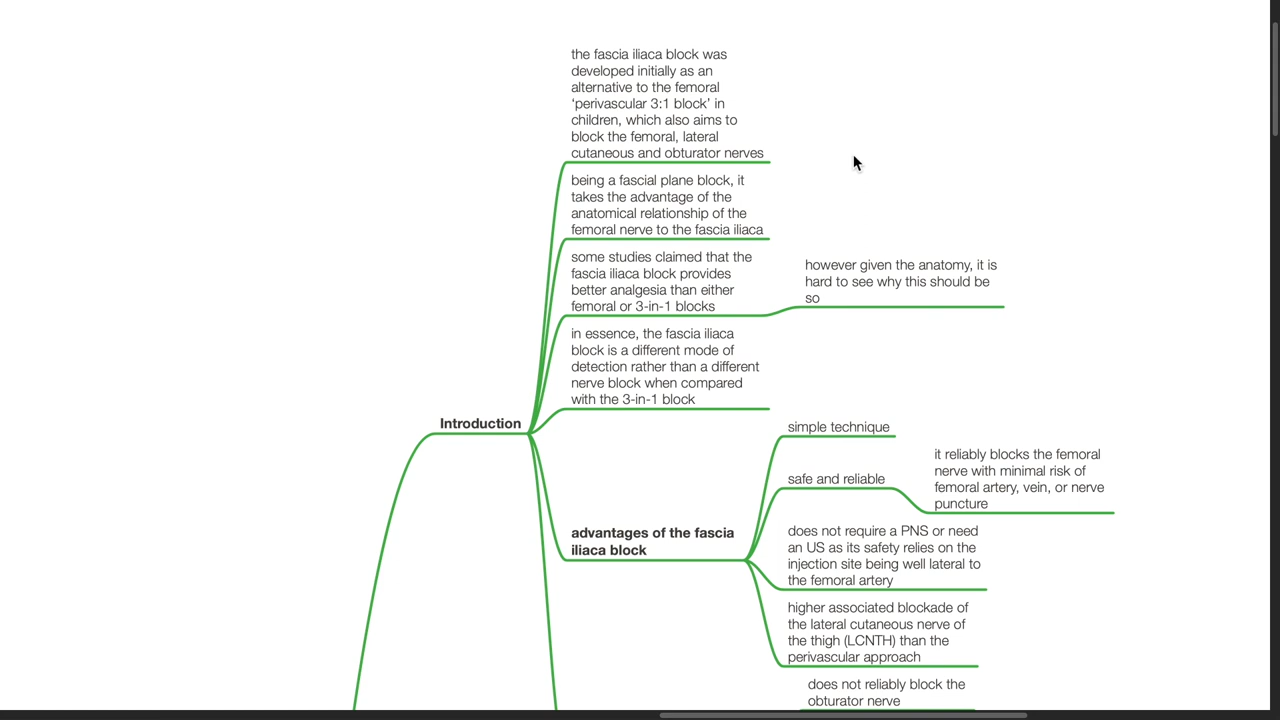 the fascia iliaca block was
developed initially as an
alternative to the femoral
‘perivascular 3:1 block’ in
children, which also aims to
block the femoral, lateral
cutaneous and obturator nerves
being a fascial plane block, it
takes the advantage of the
anatomical relationship of the
femoral nerve to the fascia iliaca
some studies claimed that the
fascia iliaca block provides
better analgesia than either
femoral or 3-in-1 blocks
however given the anatomy, it is
hard to see why this should be
so
in essence, the fascia iliaca
block is a different mode of
detection rather than a different
nerve block when compared
with the 3-in-1 block
Introduction
advantages of the fascia
iliaca block
simple technique
safe and reliable
it reliably blocks the femoral
nerve with minimal risk of
femoral artery, vein, or nerve
puncture
does not require a PNS or need
an US as its safety relies on the
injection site being well lateral to
the femoral artery
higher associated blockade of
the lateral cutaneous nerve of
the thigh (LCNTH) than the
perivascular approach
does not reliably block the
obturator nerve